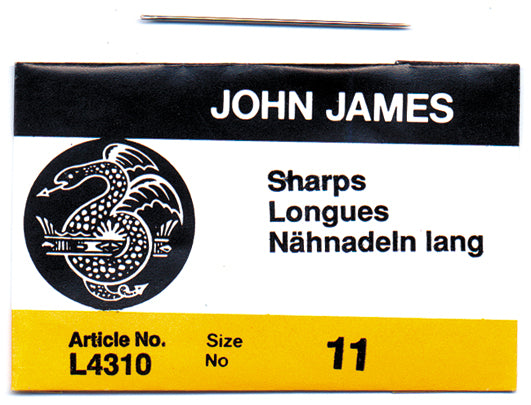 JOHN JAMES
Sharps
Longues
Nähnadeln lang
Article No.
L4310
Size
No
11